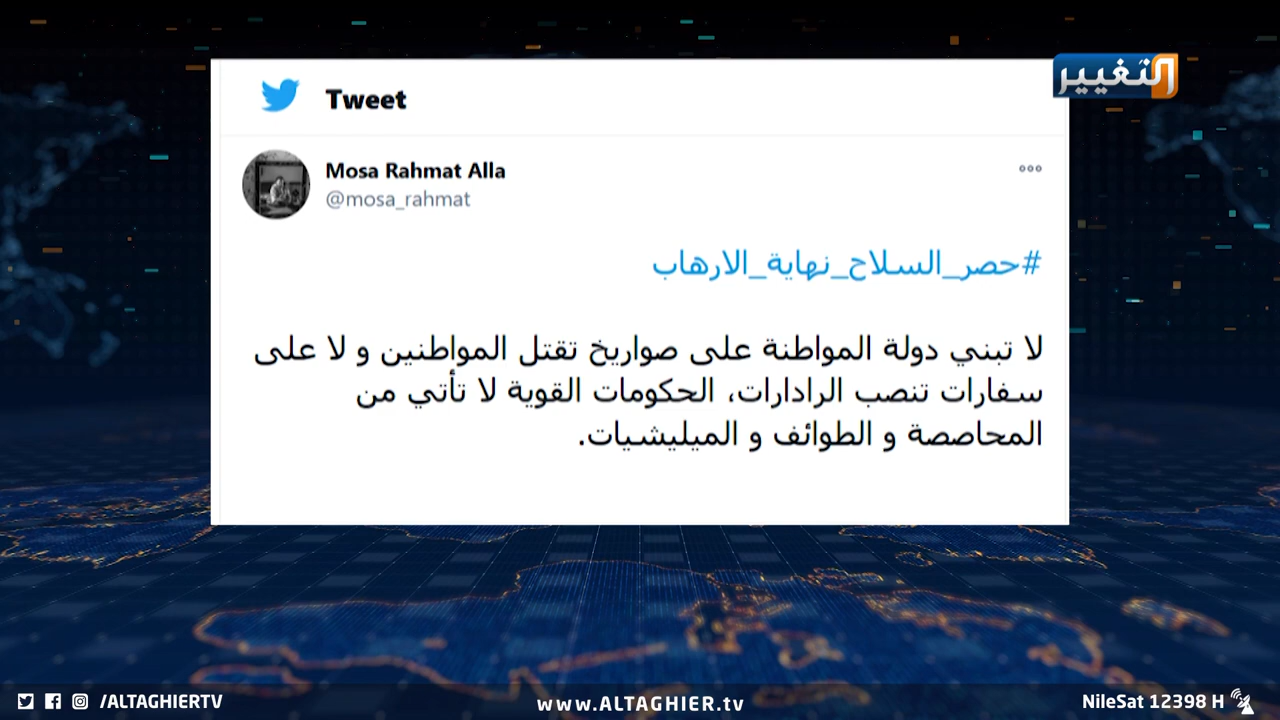 التغيير
Tweet
Mosa Rahmat Alla
@mosa_rahmat
#حصر_السلاح_نهاية_الارهاب
لا تبني دولة المواطنة على صواريخ تقتل المواطنين و لا على
سفارات تنصب الرادارات، الحكومات القوية لا تأتي من
المحاصصة و الطوائف و الميليشيات.
/ALTAGHIERTV
www.ALTAGHIER.tv
NileSat 12398 H